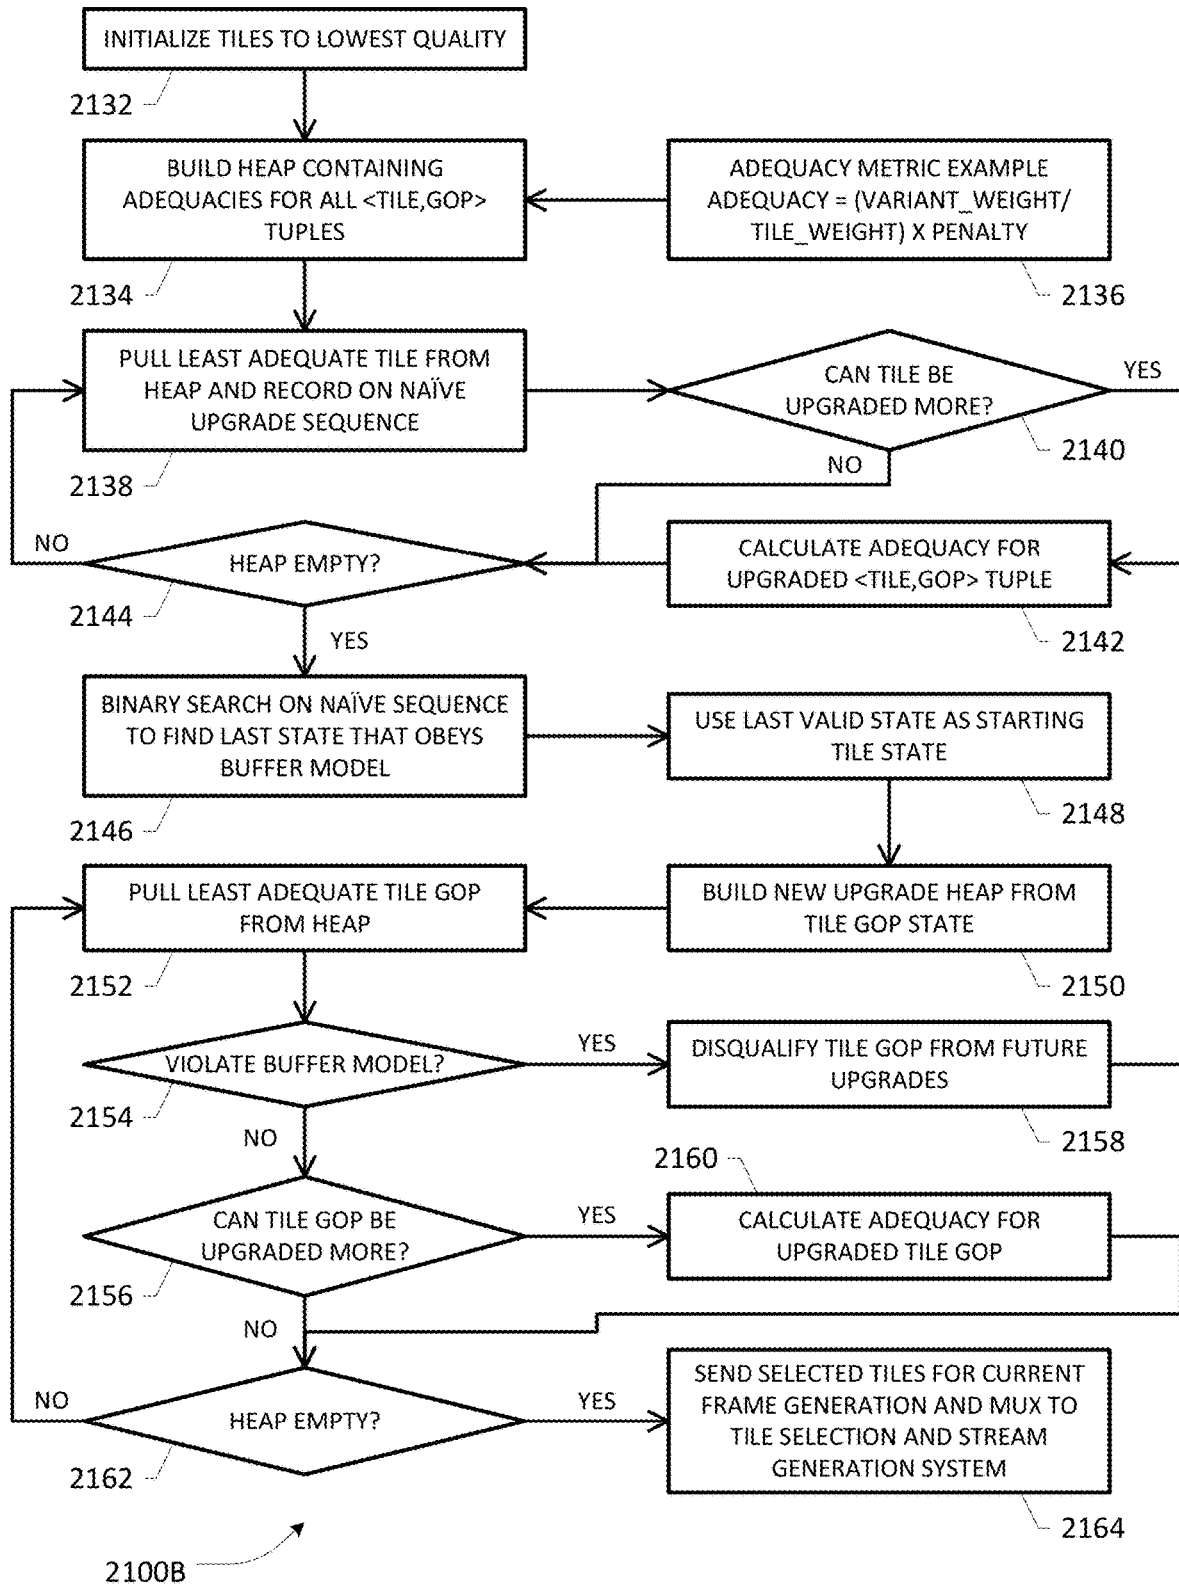 INITIALIZE TILES TO LOWEST QUALITY
2132
BUILD HEAP CONTAINING
ADEQUACIES FOR ALL <TILE,GOP>
TUPLES
2134
ADEQUACY METRIC EXAMPLE
ADEQUACY = (VARIANT_WEIGHT/
TILE_WEIGHT) X PENALTY
2136
PULL LEAST ADEQUATE TILE FROM
HEAP AND RECORD ON NAÏVE
UPGRADE SEQUENCE
2138
CAN TILE BE
UPGRADED MORE?
YES
2140
NO
NO
HEAP EMPTY?
2144
YES
CALCULATE ADEQUACY FOR
UPGRADED <TILE,GOP> TUPLE
2142
BINARY SEARCH ON NAÏVE SEQUENCE
TO FIND LAST STATE THAT OBEYS
BUFFER MODEL
2146
USE LAST VALID STATE AS STARTING
TILE STATE
2148
PULL LEAST ADEQUATE TILE GOP
FROM HEAP
2152
BUILD NEW UPGRADE HEAP FROM
TILE GOP STATE
2150
VIOLATE BUFFER MODEL?
YES
2154
NO
DISQUALIFY TILE GOP FROM FUTURE
UPGRADES
2158
2160
CAN TILE GOP BE
UPGRADED MORE?
YES
2156
NO
CALCULATE ADEQUACY FOR
UPGRADED TILE GOP
NO
HEAP EMPTY?
YES
2162
SEND SELECTED TILES FOR CURRENT
FRAME GENERATION AND MUX TO
TILE SELECTION AND STREAM
GENERATION SYSTEM
2164
2100B